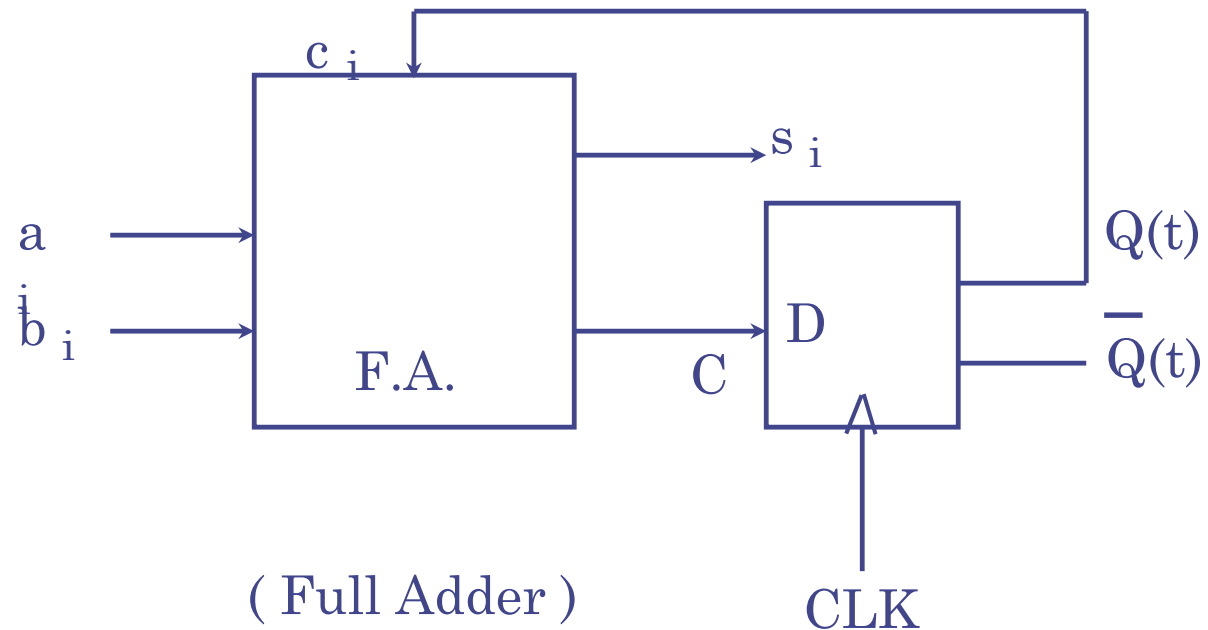 c i
s i
a i
b i
F.A.
C
D
Q(t)
Q̅(t)
( Full Adder )
CLK